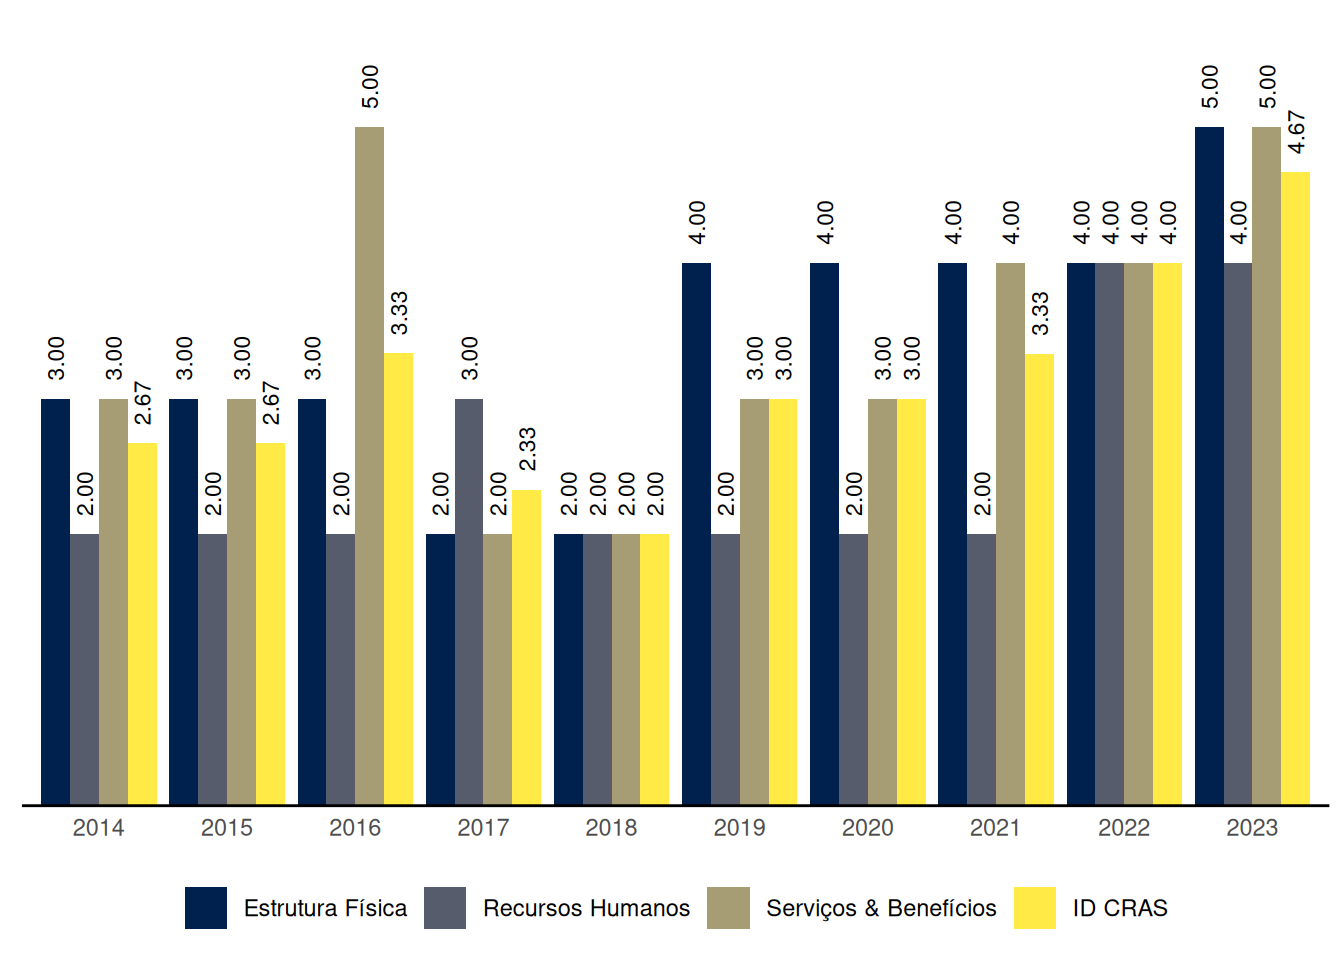 3.00 2.00 3.00 2.67
3.00 2.00 3.00 2.67
3.00 2.00 5.00 3.33
2.00 3.00 2.00 2.33
2.00 2.00 2.00 2.00
4.00 2.00 3.00 3.00
4.00 2.00 3.00 3.00
4.00 2.00 4.00 3.33
4.00 4.00 4.00 4.00
5.00 4.00 5.00 4.67
2014 2015 2016 2017 2018 2019 2020 2021 2022 2023
Estrutura Física Recursos Humanos Serviços & Benefícios ID CRAS